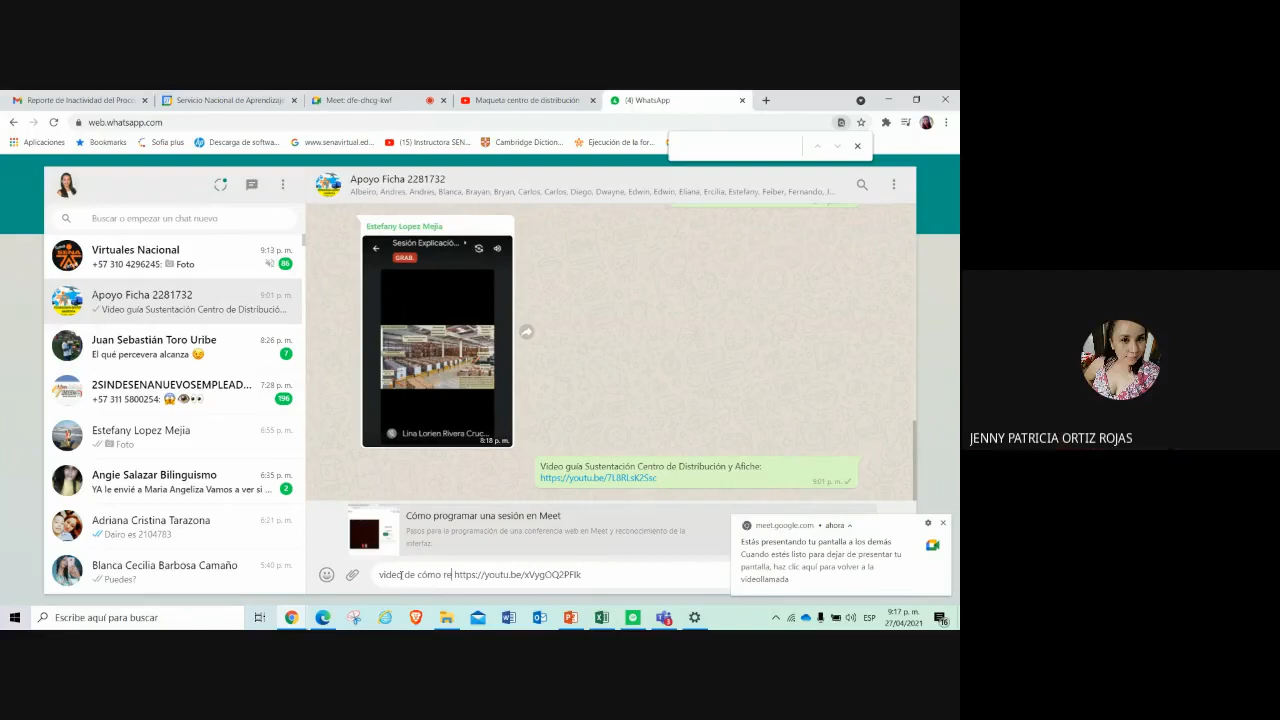 Reporte de Inactividad del Proce
Servicio Nacional de Aprendizaje
Meet: dfe-dhcg-kwf
Maqueta centro de distribución
(4) WhatsApp
web.whatsapp.com
Aplicaciones
Bookmarks
Sofia plus
Descarga de softwa...
www.senavirtual.ed...
(15) Instructora SEN...
Cambridge Diction...
Ejecución de la for...
Buscar o empezar un chat nuevo
Virtuales Nacional
9:13 p. m.
+57 310 4296245: Foto
86
Apoyo Ficha 2281732
9:01 p. m.
Video guía Sustentación Centro de Distribució...
Juan Sebastián Toro Uribe
8:26 p. m.
El qué percevera alcanza 😉
7
2SINDESENANUEVOSEMPLEAD...
7:28 p. m.
+57 311 5800254: 😱👁️👀
196
Estefany Lopez Mejia
6:55 p. m.
Foto
Angie Salazar Bilinguismo
6:35 p. m.
YA le envié a Maria Angeliza Vamos a ver si ...
2
Adriana Cristina Tarazona
6:21 p. m.
Dairo es 2104783
Blanca Cecilia Barbosa Camaño
5:40 p. m.
Puedes?
Apoyo Ficha 2281732
Albeiro, Andres, Andres, Blanca, Brayan, Bryan, Carlos, Carlos, Diego, Dwayne, Edwin, Edwin, Eliana, Ercilia, Estefany, Feiber, Fernando, J...
Estefany Lopez Mejia
Sesión Explicació...
GRAB.
Lina Lorien Rivera Cruz...
8:18 p. m.
Video guía Sustentación Centro de Distribución y Afiche:
https://youtu.be/7L8RLsK2Ssc
9:01 p. m.
Cómo programar una sesión en Meet
Pasos para la programación de una conferencia web en Meet y reconocimiento de la
interfaz.
video de cómo re https://youtu.be/xVygOQ2PFIk
meet.google.com • ahora
Estás presentando tu pantalla a los demás
Cuando estés listo para dejar de presentar tu
pantalla, haz clic aquí para volver a la
videollamada
Escribe aquí para buscar
ESP
9:17 p. m.
27/04/2021
16
JENNY PATRICIA ORTIZ ROJAS